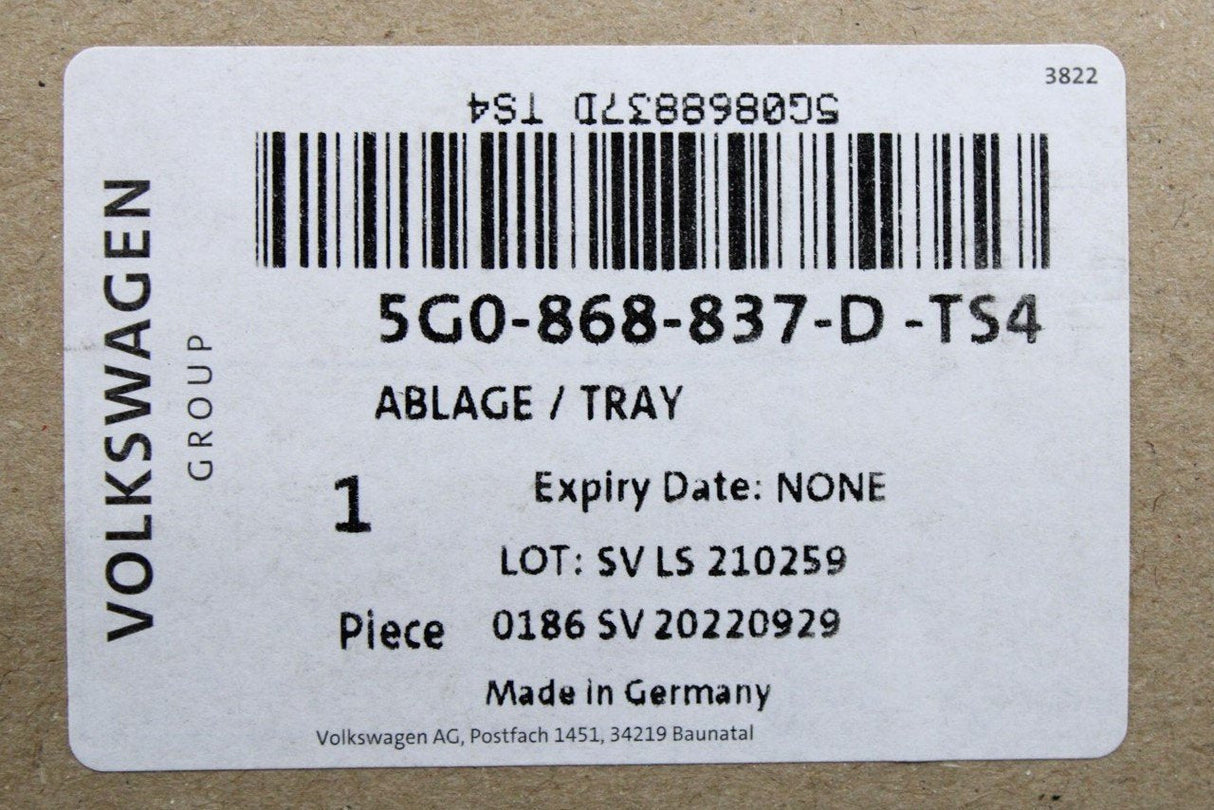 3822
5G0868837D TS4
VOLKSWAGEN
GROUP
5G0-868-837-D -TS4
ABLAGE / TRAY
1
Expiry Date: NONE
LOT: SV LS 210259
Piece
0186 SV 20220929
Made in Germany
Volkswagen AG, Postfach 1451, 34219 Baunatal